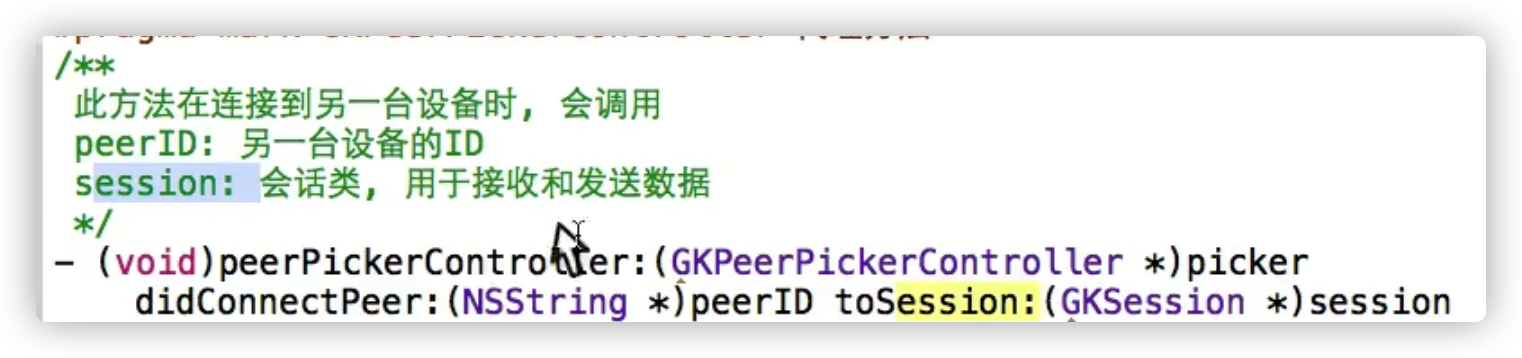 /**
此方法在连接到另一台设备时, 会调用
peerID: 另一台设备的ID
session: 会话类, 用于接收和发送数据
*/
- (void)peerPickerController:(GKPeerPickerController *)picker
didConnectPeer:(NSString *)peerID toSession:(GKSession *)session